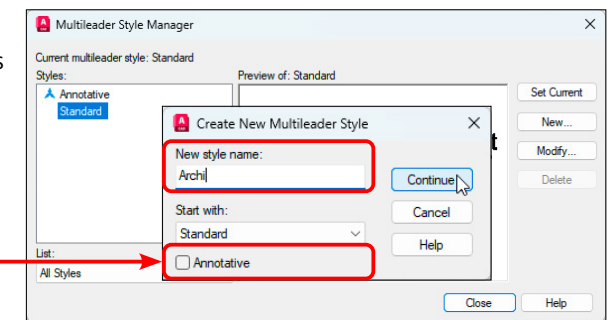 Multileader Style Manager
s
Current multileader style: Standard
Styles:
Preview of: Standard
Annotative
Standard
Set Current
New...
Modify...
Delete
t
Create New Multileader Style
New style name:
Archi
Continue
Start with:
Cancel
Standard
Help
Annotative
List:
All Styles
Close
Help